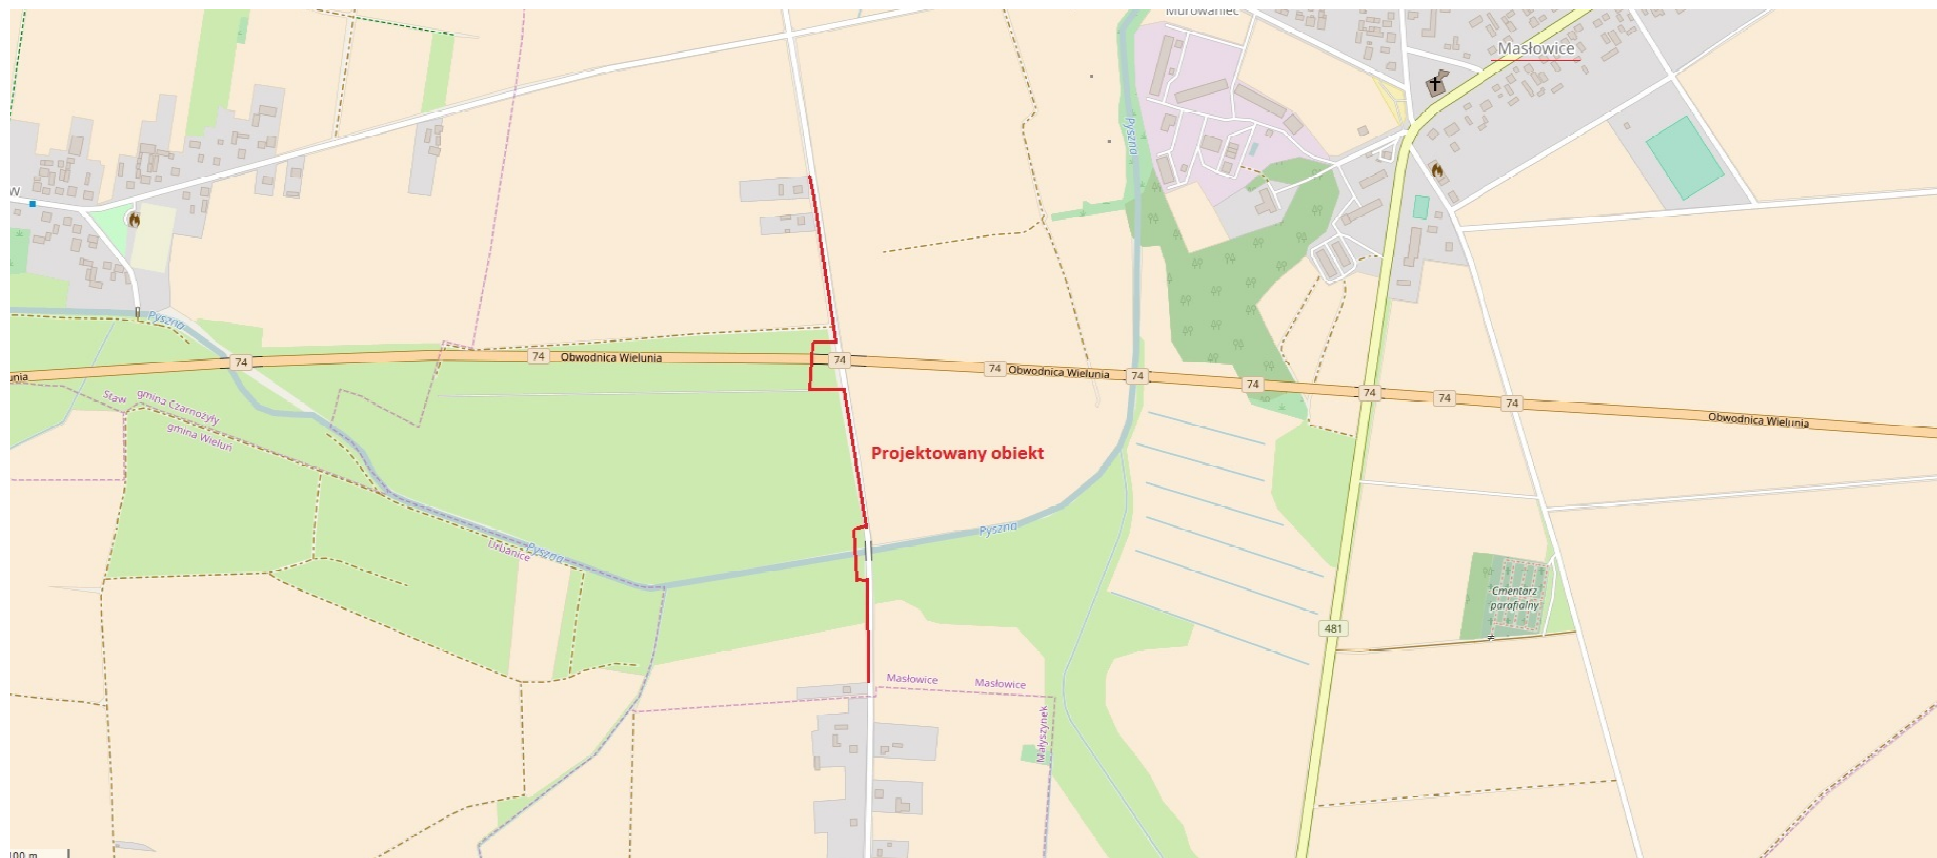 Murowaniec
Masłowice
Pyszna
w
Pyszna
74
74
Obwodnica Wielunia
74
74
Obwodnica Wielunia
74
74
74
74
74
Obwodnica Wielunia
unia
Staw
gmina Czarnożyły
gmina Wieluń
Projektowany obiekt
Pyszna
Urbanice
Pyszna
Cmentarz
parafialny
481
Masłowice
Masłowice
Małyszynek
100 m